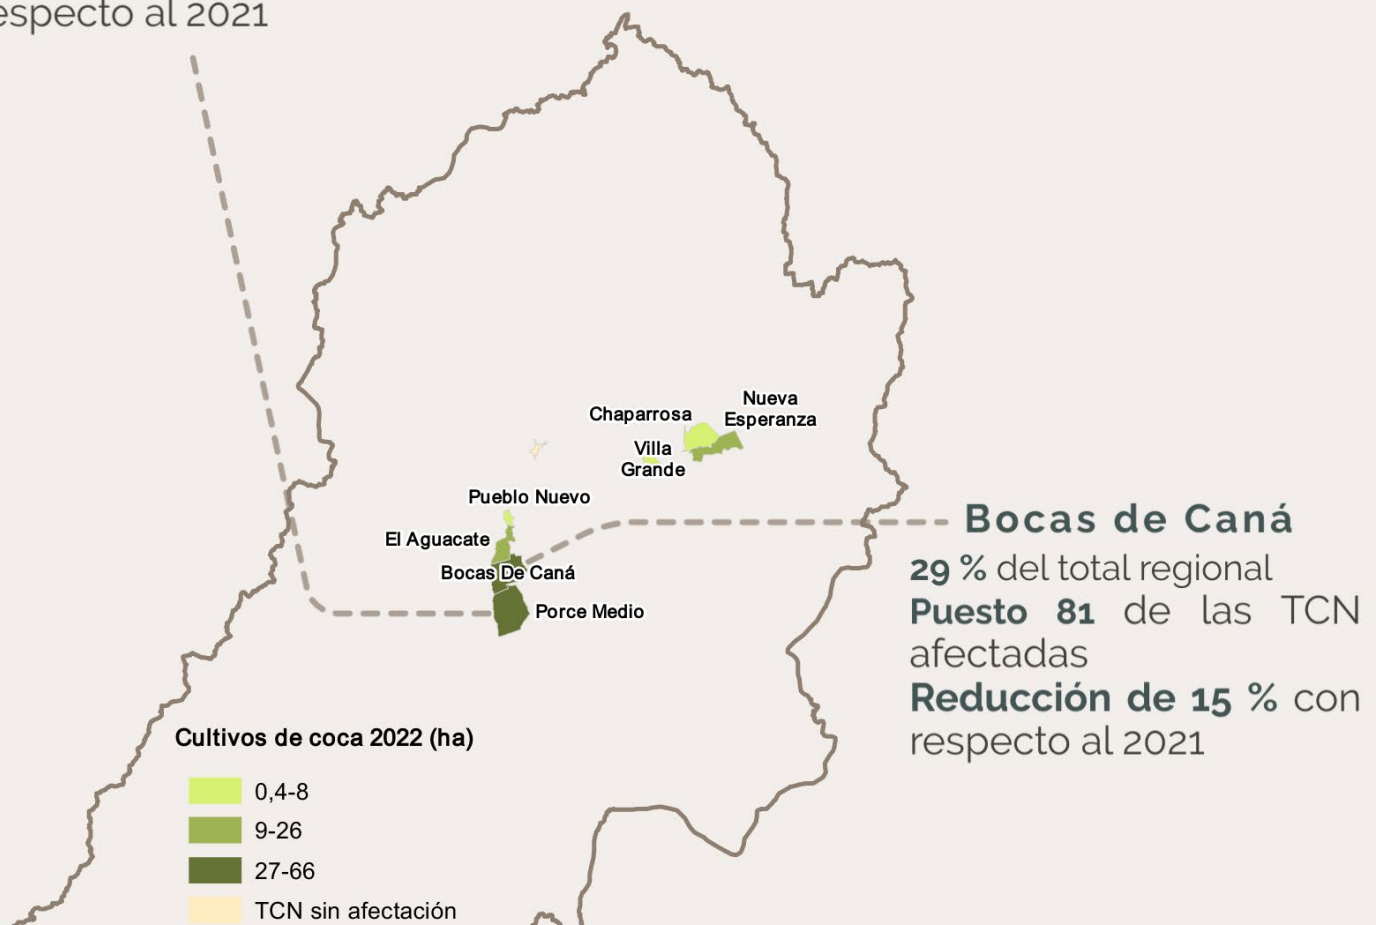 especto al 2021
Chaparrosa
Nueva
Esperanza
Villa
Grande
Pueblo Nuevo
El Aguacate
Bocas De Caná
Porce Medio
Bocas de Caná
29 % del total regional
Puesto 81 de las TCN
afectadas
Reducción de 15 % con
respecto al 2021
Cultivos de coca 2022 (ha)
0,4-8
9-26
27-66
TCN sin afectación